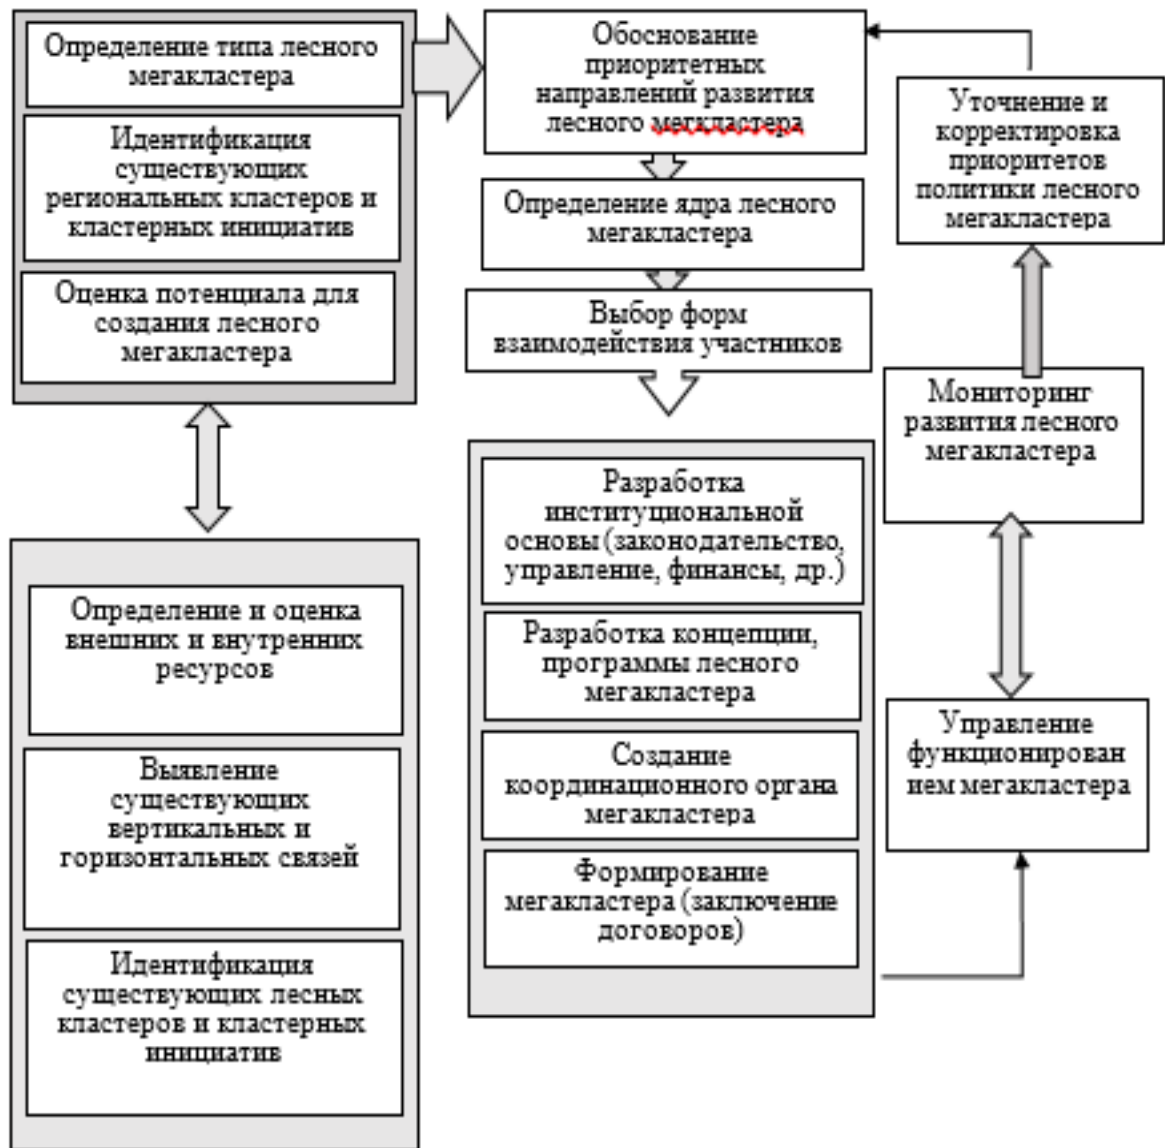 Определение типа лесного
мегакластера
Идентификация
существующих
региональных кластеров и
кластерных инициатив
Оценка потенциала для
создания лесного
мегакластера
Определение и оценка
внешних и внутренних
ресурсов
Выявление
существующих
вертикальных и
горизонтальных связей
Идентификация
существующих лесных
кластеров и кластерных
инициатив
Обоснование
приоритетных
направлений развития
лесного мегкластера
Определение ядра лесного
мегакластера
Выбор форм
взаимодействия участников
Разработка
институциональной
основы (законодательство,
управление, финансы, др.)
Разработка концепции,
программы лесного
мегакластера
Создание
координационного органа
мегакластера
Формирование
мегакластера (заключение
договоров)
Уточнение и
корректировка
приоритетов
политики лесного
мегакластера
Мониторинг
развития лесного
мегакластера
Управление
функционирован
ием мегакластера